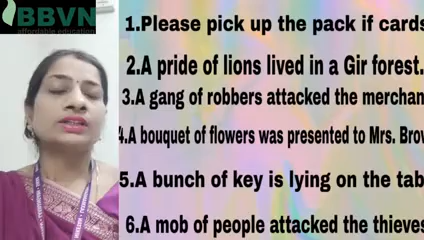 BBVN
affordable education
1.Please pick up the pack if cards
2.A pride of lions lived in a Gir forest.
3.A gang of robbers attacked the merchan
4.A bouquet of flowers was presented to Mrs. Brow
5.A bunch of key is lying on the tab
6.A mob of people attacked the thieves